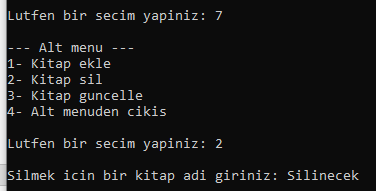 Lutfen bir secim yapiniz: 7
--- Alt menu ---
1- Kitap ekle
2- Kitap sil
3- Kitap guncelle
4- Alt menuden cikis
Lutfen bir secim yapiniz: 2
Silmek icin bir kitap adi giriniz: Silinecek